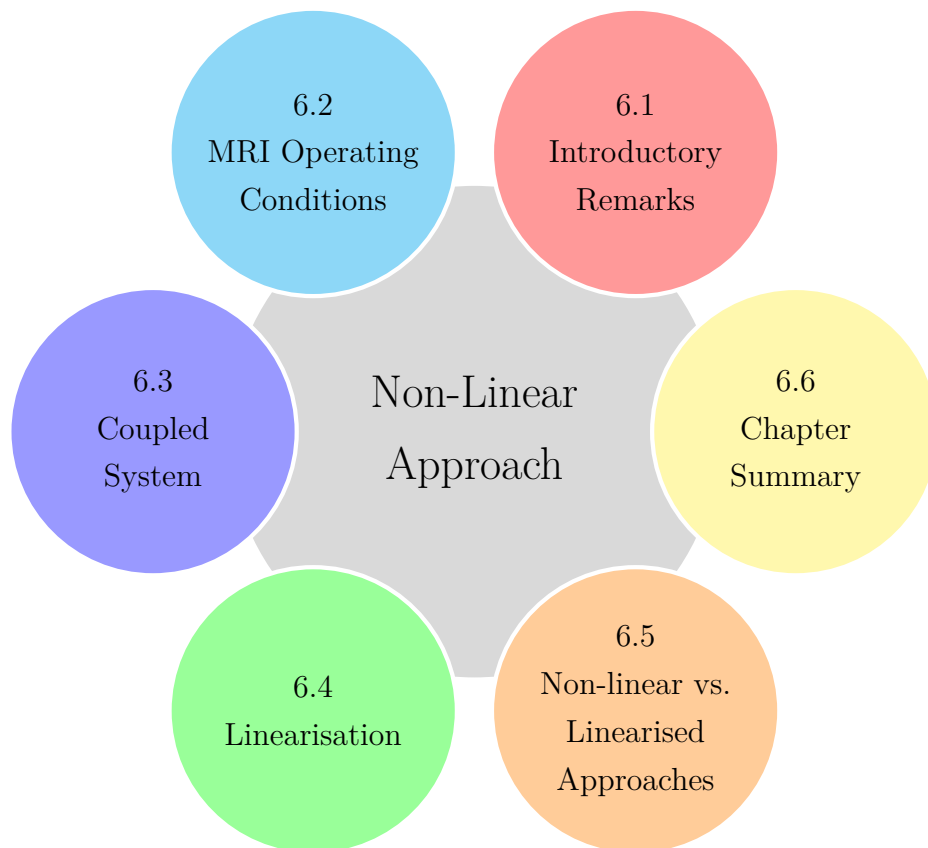 6.2
MRI Operating
Conditions
6.1
Introductory
Remarks
6.3
Coupled
System
Non-Linear
Approach
6.6
Chapter
Summary
6.4
Linearisation
6.5
Non-linear vs.
Linearised
Approaches